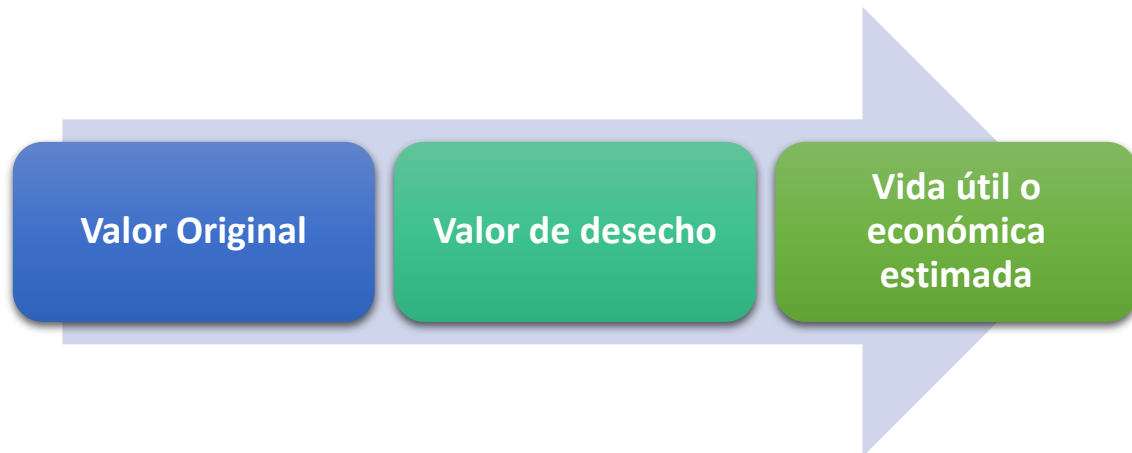 Valor Original
Valor de desecho
Vida útil o
económica
estimada